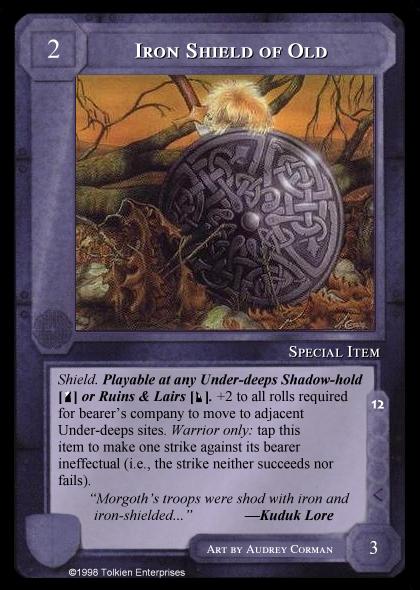 2
Iron Shield of Old
Special Item
Shield. Playable at any Under-deeps Shadow-hold
[] or Ruins & Lairs []. +2 to all rolls required
for bearer's company to move to adjacent
Under-deeps sites. Warrior only: tap this
item to make one strike against its bearer
ineffectual (i.e., the strike neither succeeds nor
fails).
12
"Morgoth's troops were shod with iron and
iron-shielded..." —Kuduk Lore
Art by Audrey Corman
3
©1998 Tolkien Enterprises